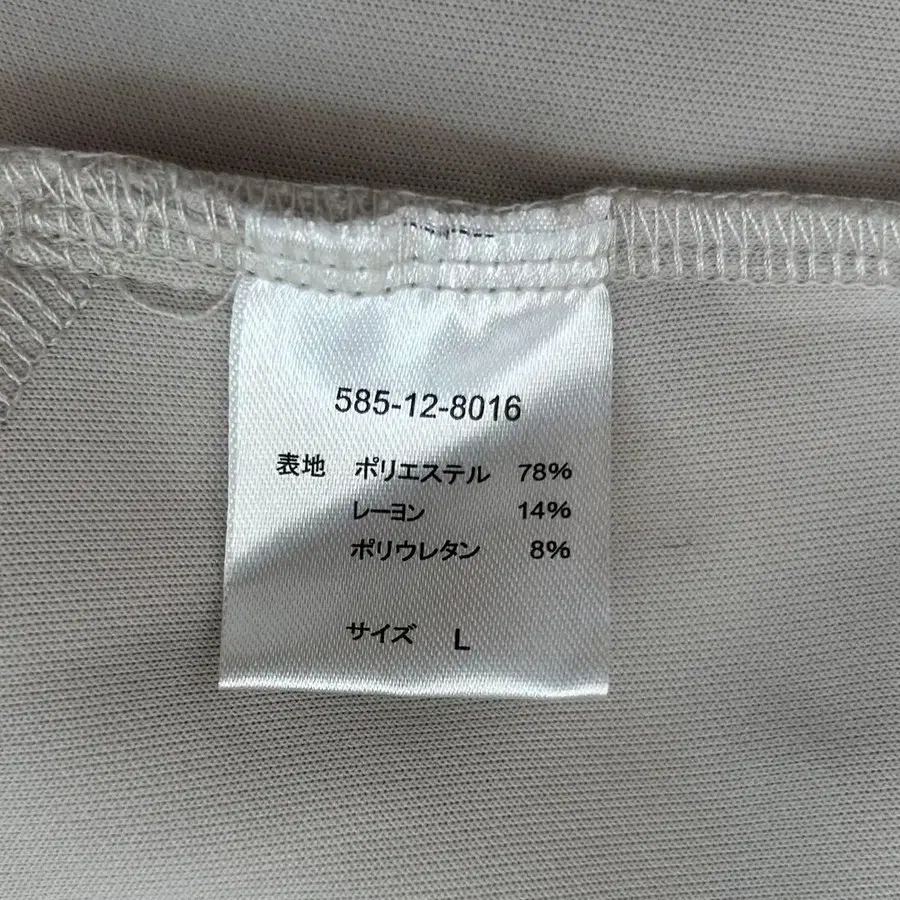 585-12-8016
表地 ポリエステル 78%
レーヨン 14%
ポリウレタン 8%
サイズ L